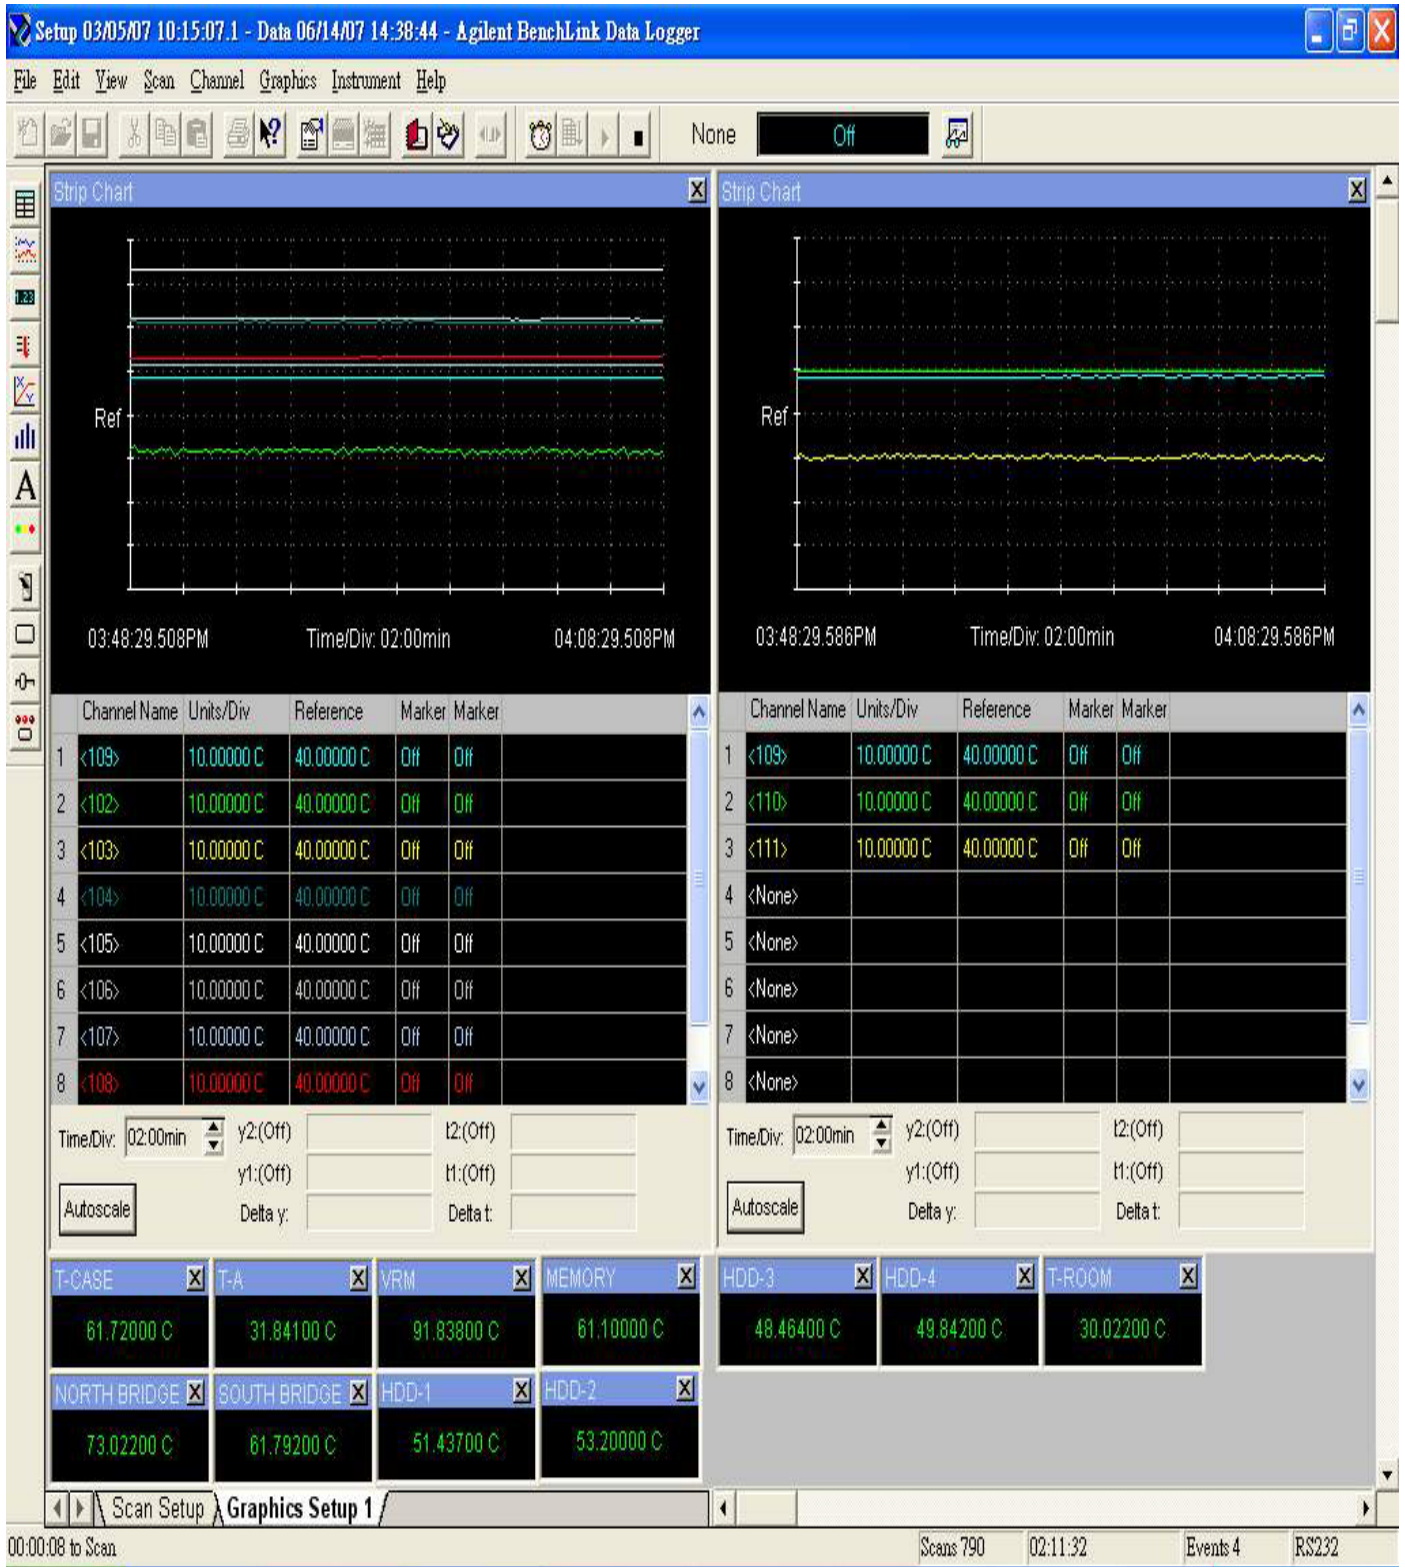 Setup 03/05/07 10:15:07.1 - Data 06/14/07 14:38:44 - Agilent BenchLink Data Logger
File Edit View Scan Channel Graphics Instrument Help
None Off
1.23
X/Y
A
Strip Chart
Ref
03:48:29.508PM Time/Div: 02:00min 04:08:29.508PM
Channel Name Units/Div Reference Marker Marker
1 <109> 10.00000 C 40.00000 C Off Off
2 <102> 10.00000 C 40.00000 C Off Off
3 <103> 10.00000 C 40.00000 C Off Off
4 <104> 10.00000 C 40.00000 C Off Off
5 <105> 10.00000 C 40.00000 C Off Off
6 <106> 10.00000 C 40.00000 C Off Off
7 <107> 10.00000 C 40.00000 C Off Off
8 <108> 10.00000 C 40.00000 C Off Off
Time/Div: 02:00min y2:(Off) t2:(Off)
y1:(Off) t1:(Off)
Autoscale Delta y: Delta t:
Strip Chart
Ref
03:48:29.586PM Time/Div: 02:00min 04:08:29.586PM
Channel Name Units/Div Reference Marker Marker
1 <109> 10.00000 C 40.00000 C Off Off
2 <110> 10.00000 C 40.00000 C Off Off
3 <111> 10.00000 C 40.00000 C Off Off
4 <None>
5 <None>
6 <None>
7 <None>
8 <None>
Time/Div: 02:00min y2:(Off) t2:(Off)
y1:(Off) t1:(Off)
Autoscale Delta y: Delta t:
T-CASE T-A VRM MEMORY HDD-3 HDD-4 T-ROOM
61.72000 C 31.84100 C 91.83800 C 61.10000 C 48.46400 C 49.84200 C 30.02200 C
NORTH BRIDGE SOUTH BRIDGE HDD-1 HDD-2
73.02200 C 61.79200 C 51.43700 C 53.20000 C
Scan Setup Graphics Setup 1
00:00:08 to Scan Scans 790 02:11:32 Events 4 RS232